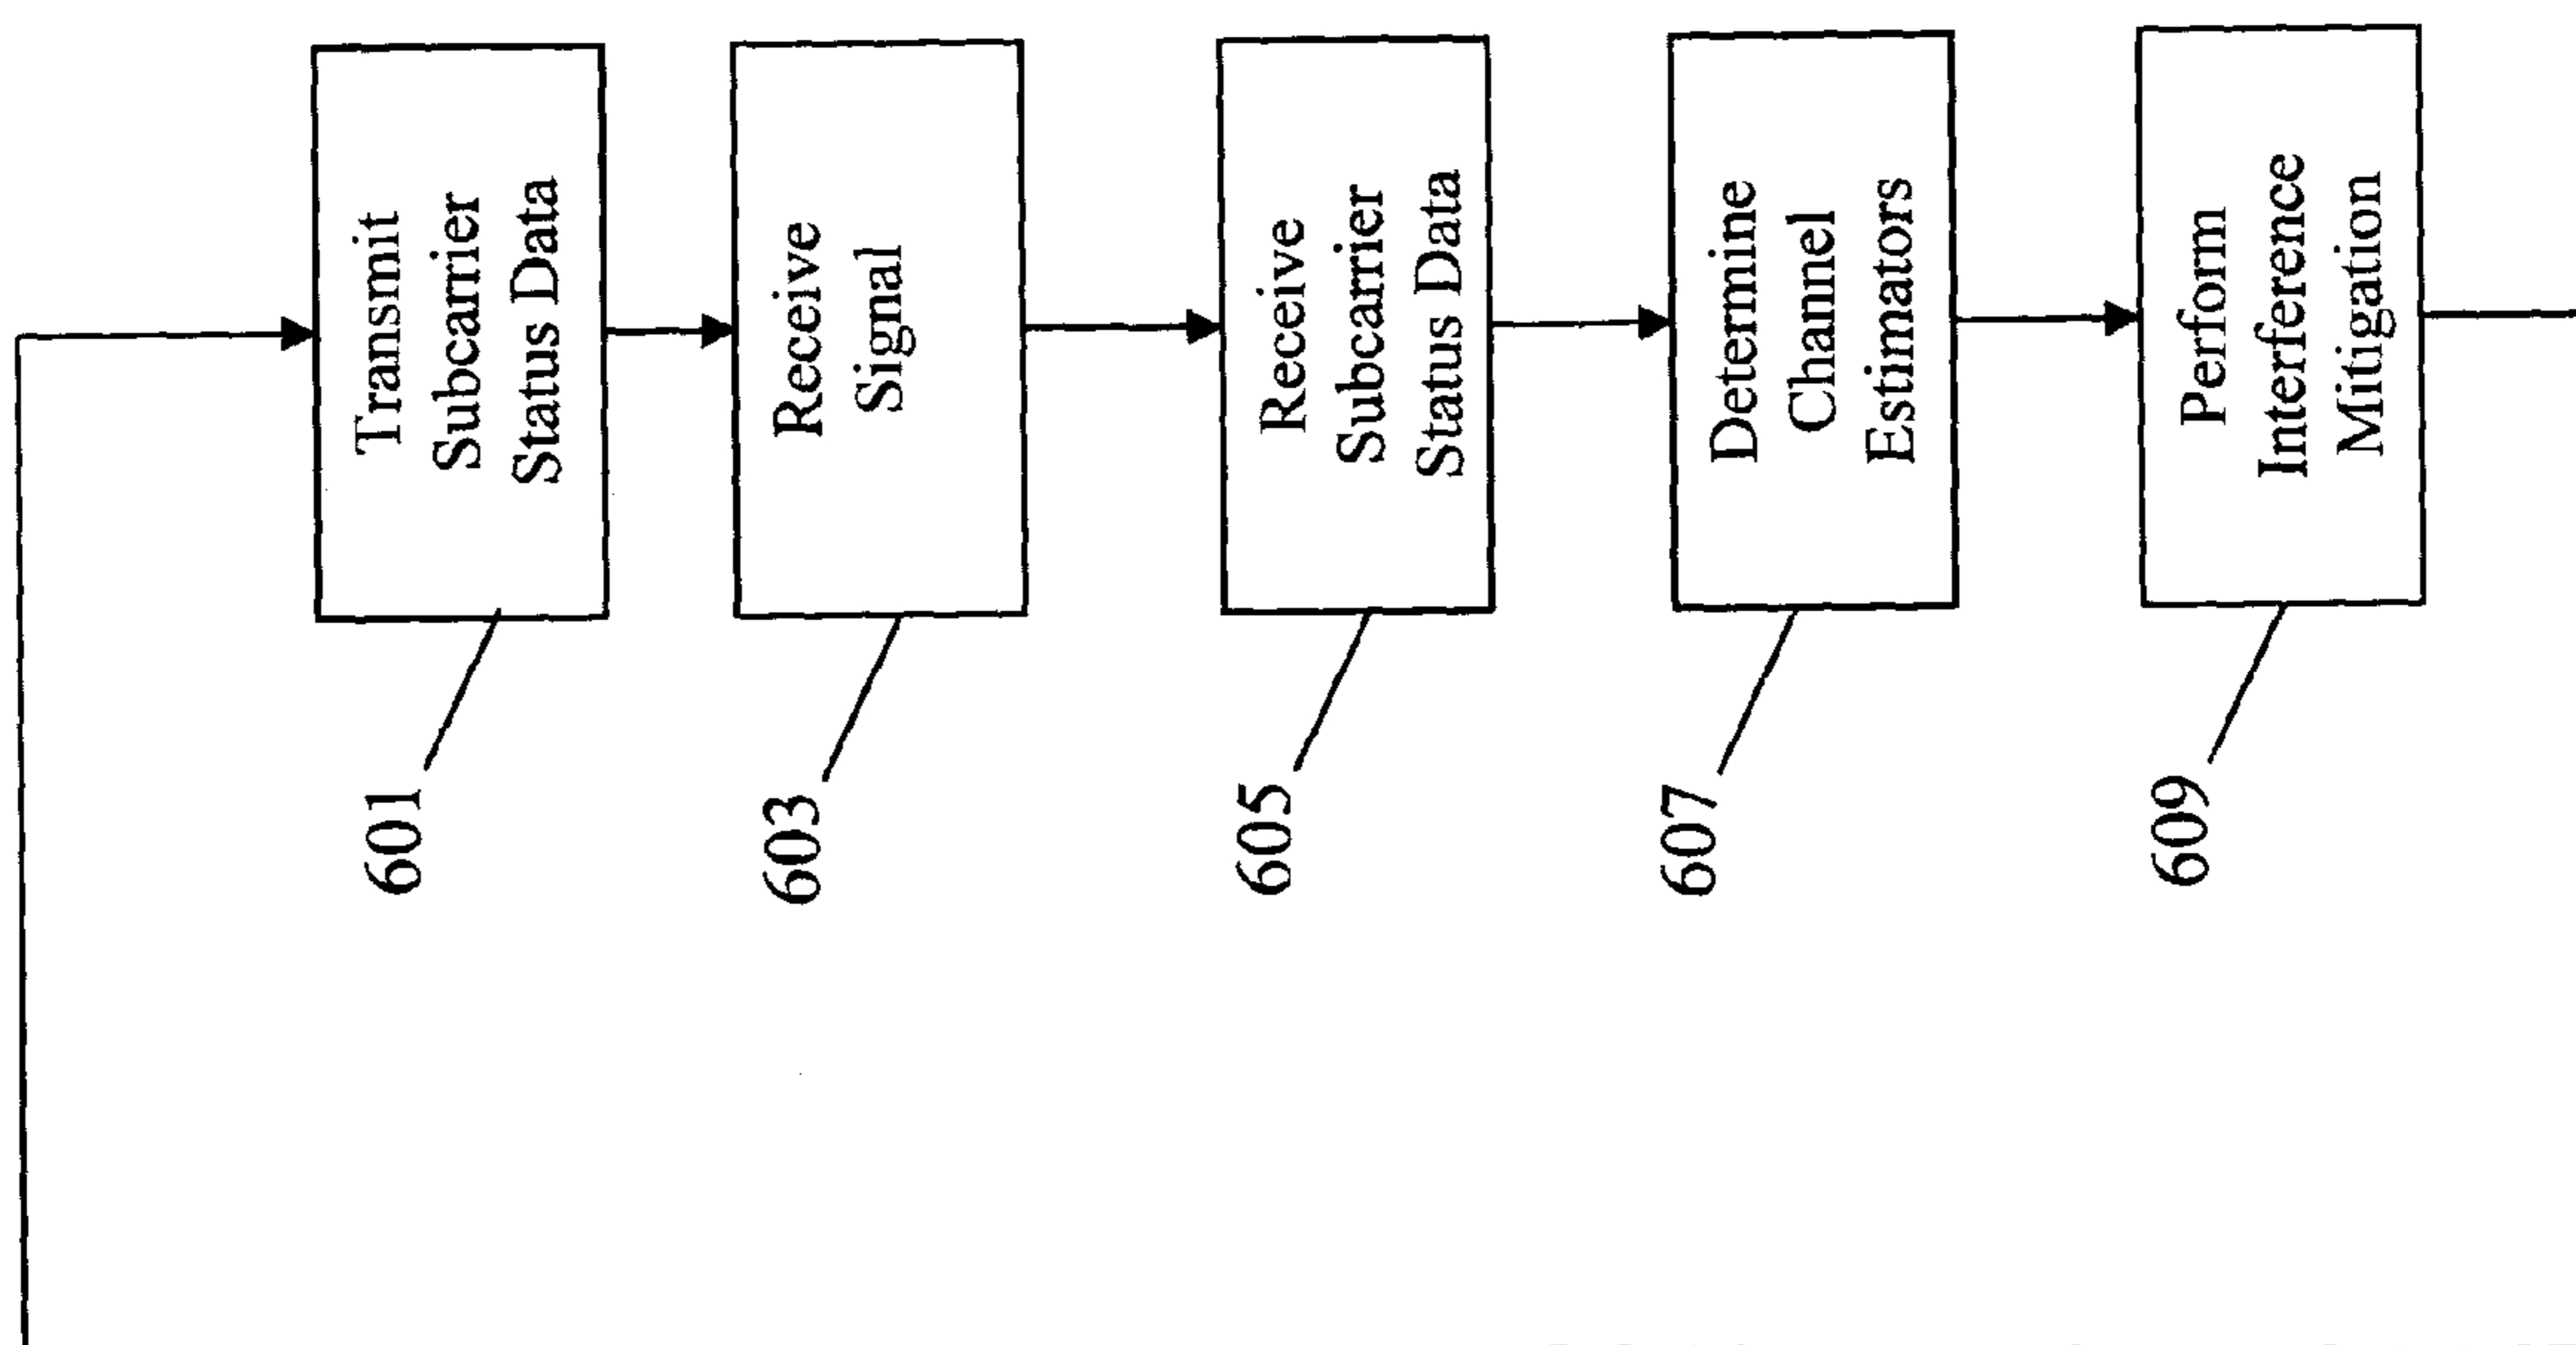 Transmit
Subcarrier
Status Data
601
Receive
Signal
603
Receive
Subcarrier
Status Data
605
Determine
Channel
Estimators
607
Perform
Interference
Mitigation
609